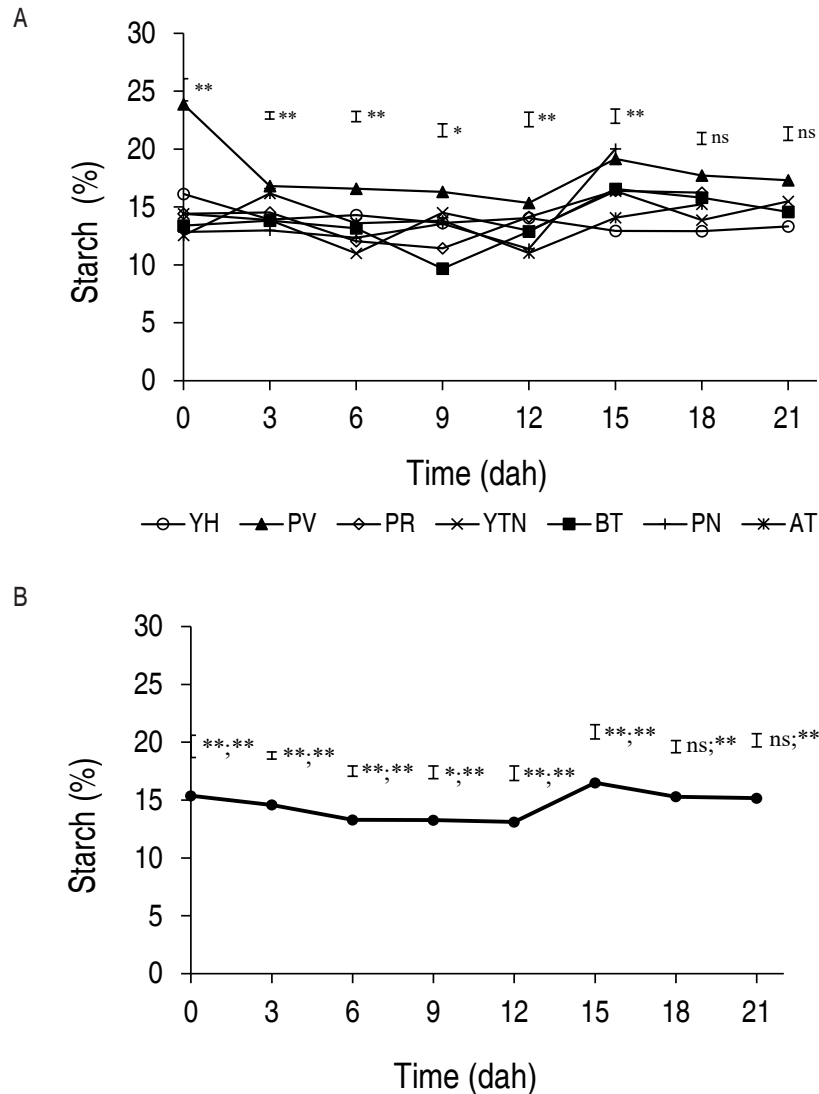 A
30
25
20
15
10
5
0
Starch (%)
** ** ** * ** ** ns ns
0 3 6 9 12 15 18 21
Time (dah)
YH PV PR YTN BT PN AT
B
30
25
20
15
10
5
0
Starch (%)
**;** **;** **;** *;** **;** **;** ns;** ns;**
0 3 6 9 12 15 18 21
Time (dah)